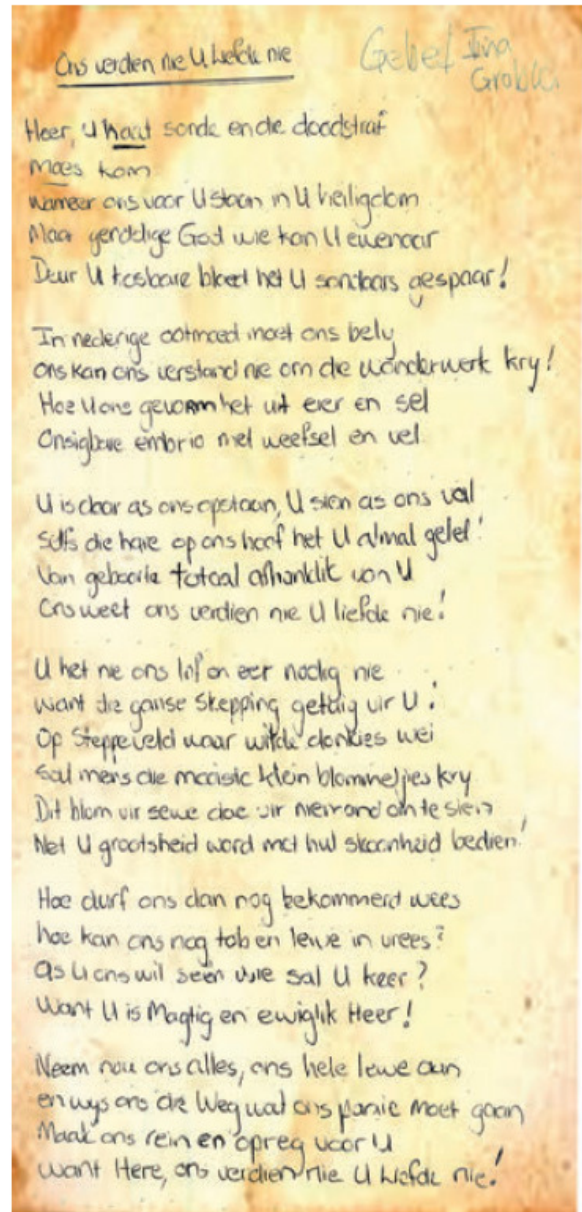 Ons verdien nie U liefde nie
Gebed Tina
Grobler
Heer, U haat sonde en die doodstraf
moes kom
wanneer ons voor U staan in U heiligdom
Maar genadige God wie kan U ewenaar
Deur U kosbare bloed het U sondaars gespaar!
In nederige ootmoed moet ons bely
ons kan ons verstand nie om die wonderwerk kry!
Hoe U ons gevorm het uit eier en sel
Onsigbare embrio met weefsel en vel
U is daar as ons opstaan, U sien as ons val
Selfs die hare op ons hoof het U almal getel!
Van geboorte totaal afhanklik van U
Ons weet ons verdien nie U liefde nie!
U het nie ons lof en eer nodig nie
want die ganse Skepping getuig vir U!
Op Steppeveld waar wilde donkies wei
Sal mens die mooiste klein blommetjies kry
Dit blom vir sewe dae vir niemand om te sien
Net U grootsheid word met hul skoonheid bedien!
Hoe durf ons dan nog bekommerd wees
hoe kan ons nog tob en lewe in vrees?
as U ons wil seën wie sal U keer?
Want U is Magtig en ewiglik Heer!
Neem nou ons alles, ons hele lewe aan
en wys ons die Weg wat ons moet gaan
Maak ons rein en opreg voor U
want Here, ons verdien nie U liefde nie!